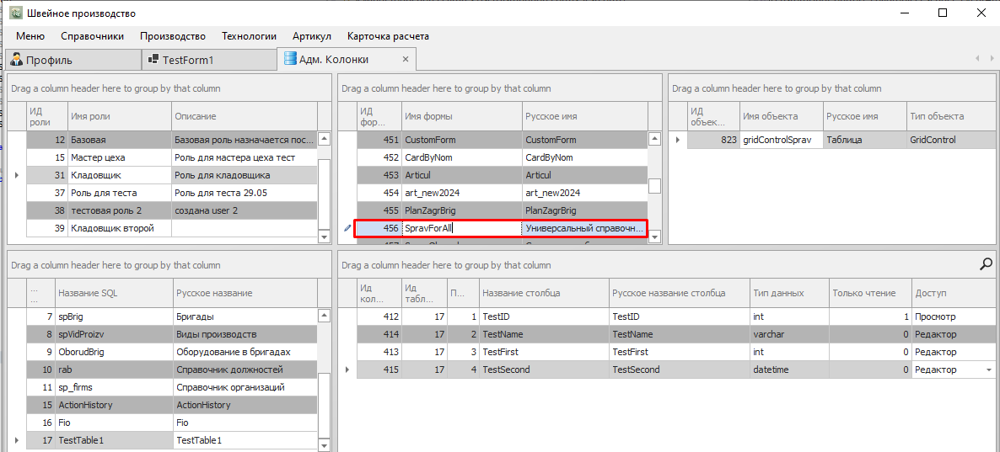 Швейное производство
Меню Справочники Производство Технологии Артикул Карточка расчета
Профиль TestForm1 Адм. Колонки
Drag a column header here to group by that column
ИД роли Имя роли Описание
12 Базовая Базовая роль назначается пос...
15 Мастер цеха Роль для мастера цеха тест
31 Кладовщик Роль для кладовщика
37 Роль для теста Роль для теста 29.05
38 тестовая роль 2 создана user 2
39 Кладовщик второй
Drag a column header here to group by that column
ИД фор... Имя формы Русское имя
451 CustomForm CustomForm
452 CardByNom CardByNom
453 Articul Articul
454 art_new2024 art_new2024
455 PlanZagrBrig PlanZagrBrig
456 SpravForAll Универсальный справочн...
Drag a column header here to group by that column
ИД объек... Имя объекта Русское имя Тип объекта
823 gridControlSprav Таблица GridControl
Drag a column header here to group by that column
... ... Название SQL Русское название
7 spBrig Бригады
8 spVidProizv Виды производств
9 OborudBrig Оборудование в бригадах
10 rab Справочник должностей
11 sp_firms Справочник организаций
15 ActionHistory ActionHistory
16 Fio Fio
17 TestTable1 TestTable1
Drag a column header here to group by that column
Ид кол... Ид табл... П... Название столбца Русское название столбца Тип данных Только чтение Доступ
412 17 1 TestID TestID int 1 Просмотр
414 17 2 TestName TestName varchar 0 Редактор
413 17 3 TestFirst TestFirst int 0 Редактор
415 17 4 TestSecond TestSecond datetime 0 Редактор